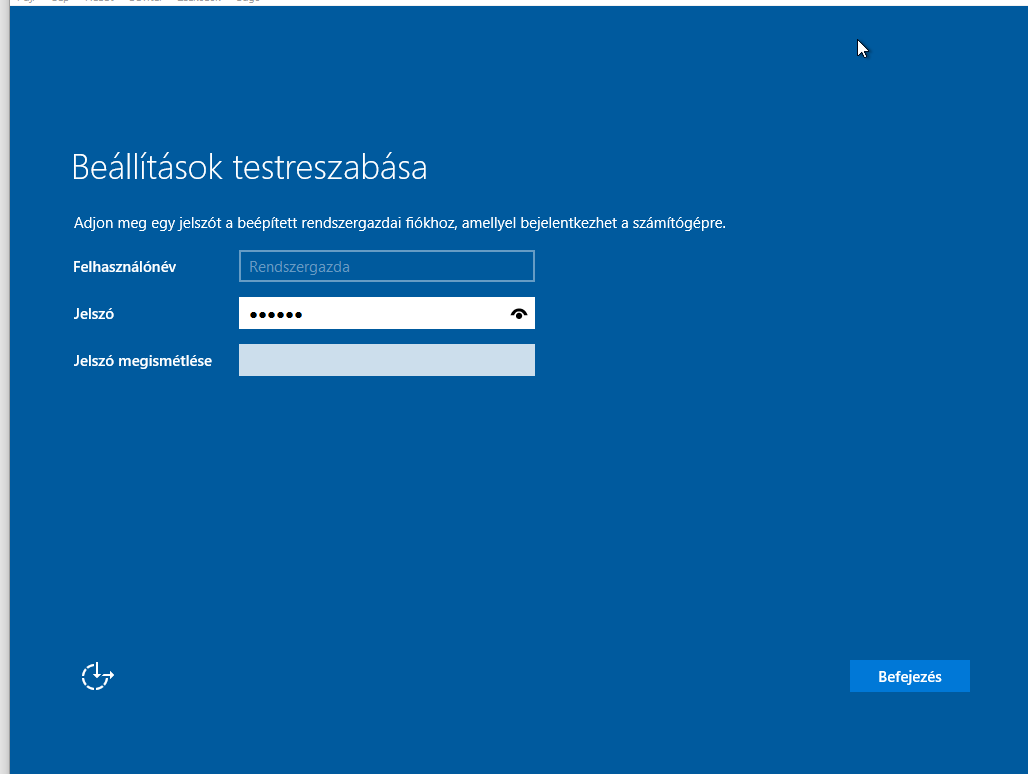 Beállítások testreszabása
Adjon meg egy jelszót a beépített rendszergazdai fiókhoz, amellyel bejelentkezhet a számítógépre.
Felhasználónév Rendszergazda
Jelszó ●●●●●●
Jelszó megismétlése
Befejezés